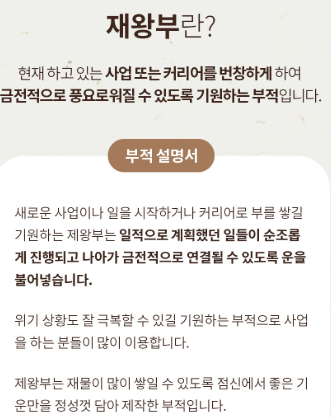 재왕부란?
현재 하고 있는 사업 또는 커리어를 번창하게 하여
금전적으로 풍요로워질 수 있도록 기원하는 부적입니다.
부적 설명서
새로운 사업이나 일을 시작하거나 커리어로 부를 쌓길
기원하는 제왕부는 일적으로 계획했던 일들이 순조롭
게 진행되고 나아가 금전적으로 연결될 수 있도록 운을
불어넣습니다.
위기 상황도 잘 극복할 수 있길 기원하는 부적으로 사업
을 하는 분들이 많이 이용합니다.
제왕부는 재물이 많이 쌓일 수 있도록 점신에서 좋은 기
운만을 정성껏 담아 제작한 부적입니다.